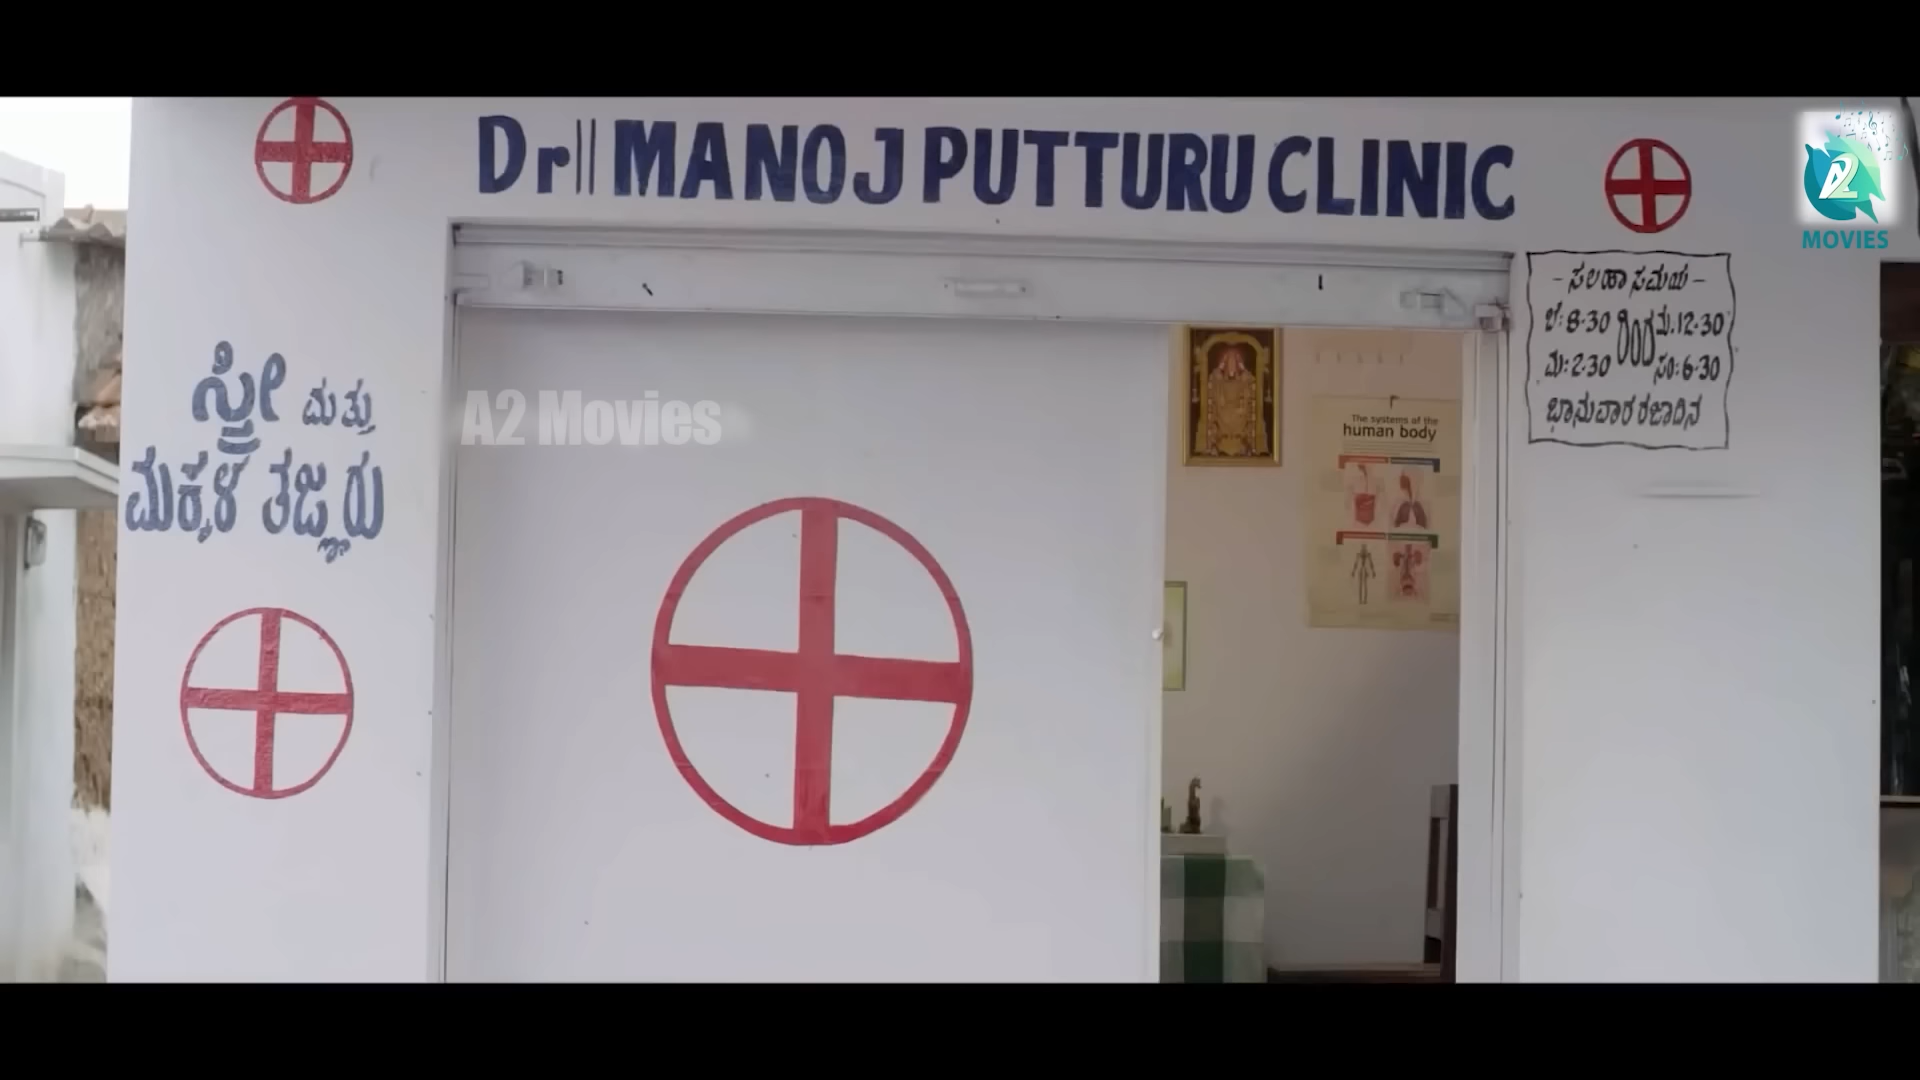 Dr|| MANOJ PUTTURU CLINIC
A2
MOVIES
- ಸಲಹಾ ಸಮಯ -
ಬೆ: 8-30 ರಿಂದ ಮ. 12-30
ಮ: 2-30 ಸಂ: 6-30
ಭಾನುವಾರ ರಜಾದಿನ
ಸ್ತ್ರೀ ಮತ್ತು
ಮಕ್ಕಳ ತಜ್ಞರು
A2 Movies
The systems of the
human body